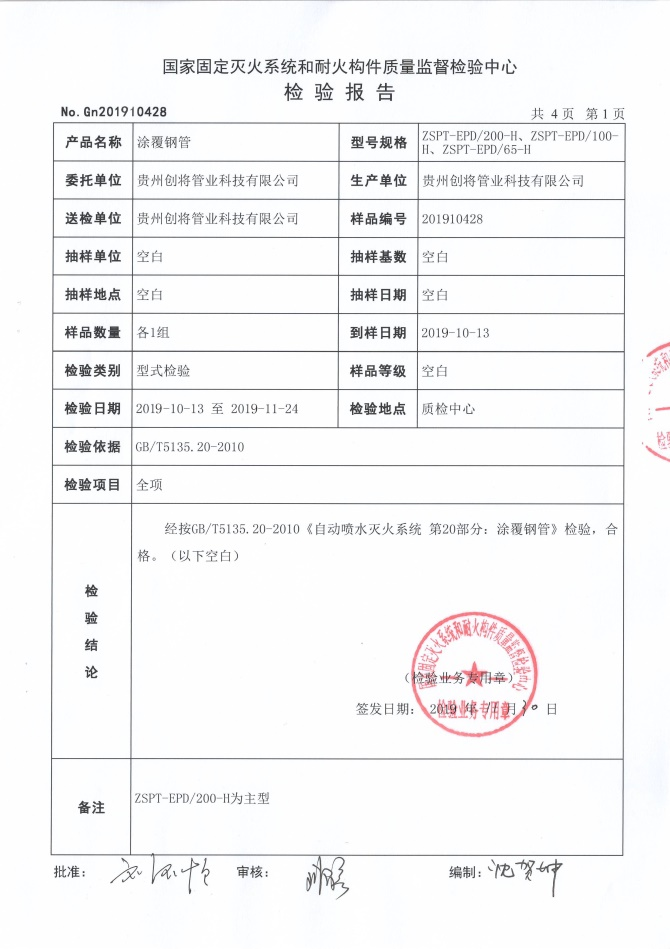 国家固定灭火系统和耐火构件质量监督检验中心
检验报告
No.Gn201910428
共 4 页 第 1 页
产品名称 涂覆钢管 型号规格 ZSPT-EPD/200-H、ZSPT-EPD/100-
H、ZSPT-EPD/65-H
委托单位 贵州创将管业科技有限公司 生产单位 贵州创将管业科技有限公司
送检单位 贵州创将管业科技有限公司 样品编号 201910428
抽样单位 空白 抽样基数 空白
抽样地点 空白 抽样日期 空白
样品数量 各1组 到样日期 2019-10-13
检验类别 型式检验 样品等级 空白
检验日期 2019-10-13 至 2019-11-24 检验地点 质检中心
检验依据 GB/T5135.20-2010
检验项目 全项
检验结论
经按GB/T5135.20-2010《自动喷水灭火系统 第20部分：涂覆钢管》检验，合
格。（以下空白）
国家固定灭火系统和耐火构件质量监督检验中心
（检验业务专用章）
签发日期： 2019 年 11 月 30 日
检验业务专用章
备注 ZSPT-EPD/200-H为主型
批准： 审核： 编制：沈贺坤